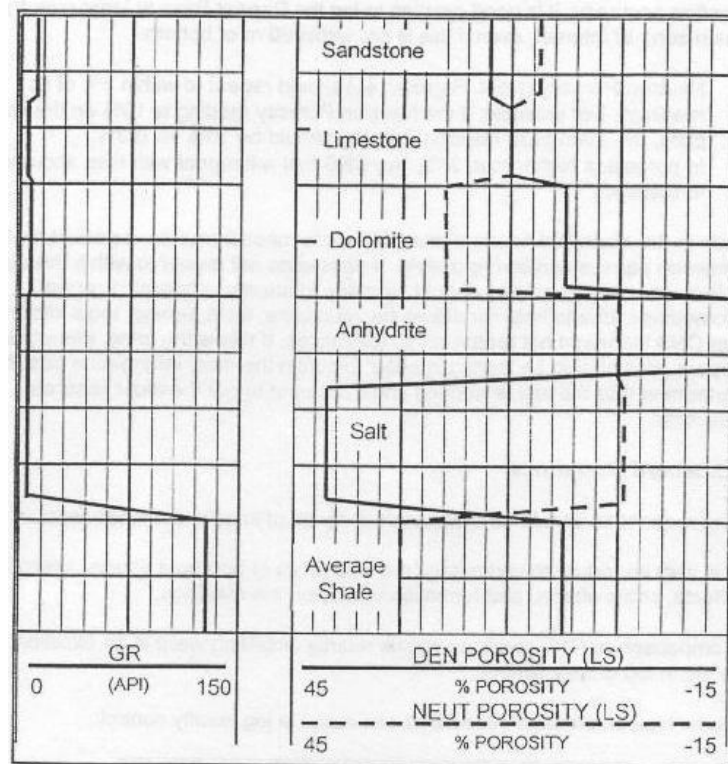 Sandstone
Limestone
Dolomite
Anhydrite
Salt
Average
Shale
GR
0 (API) 150
DEN POROSITY (LS)
45 % POROSITY -15
NEUT POROSITY (LS)
45 % POROSITY -15